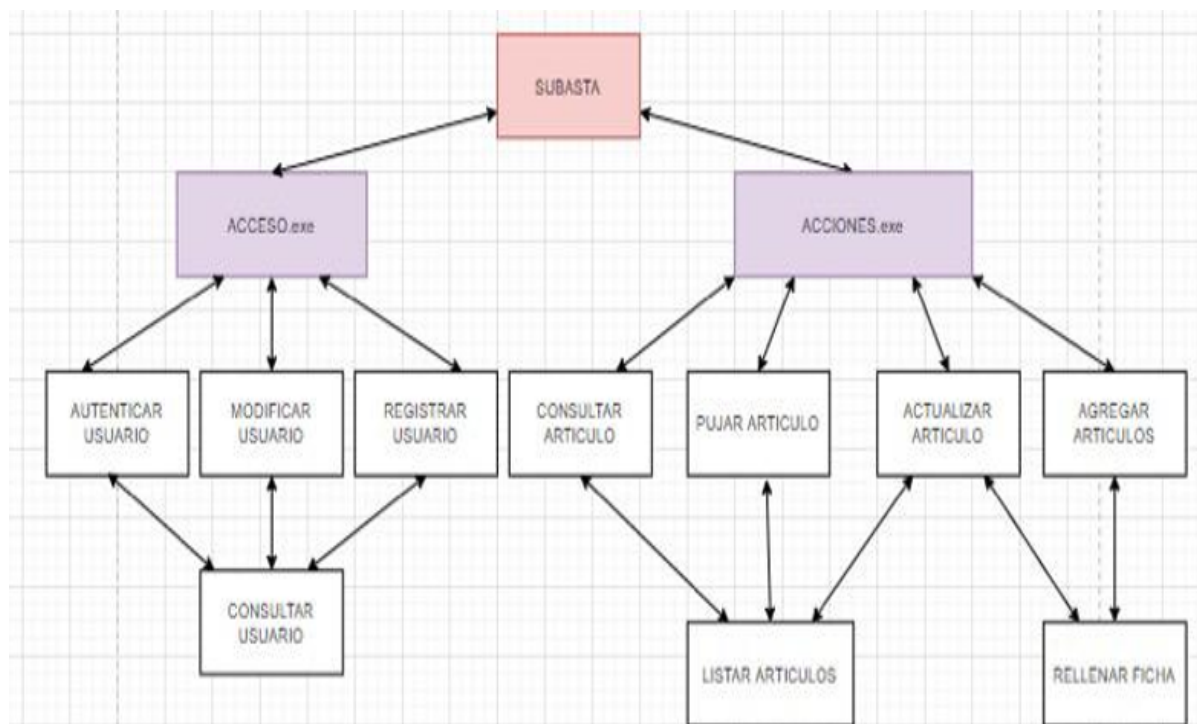 SUBASTA
ACCESO.exe
ACCIONES.exe
AUTENTICAR
USUARIO
MODIFICAR
USUARIO
REGISTRAR
USUARIO
CONSULTAR
ARTICULO
PUJAR ARTICULO
ACTUALIZAR
ARTICULO
AGREGAR
ARTICULOS
CONSULTAR
USUARIO
LISTAR ARTICULOS
RELLENAR FICHA